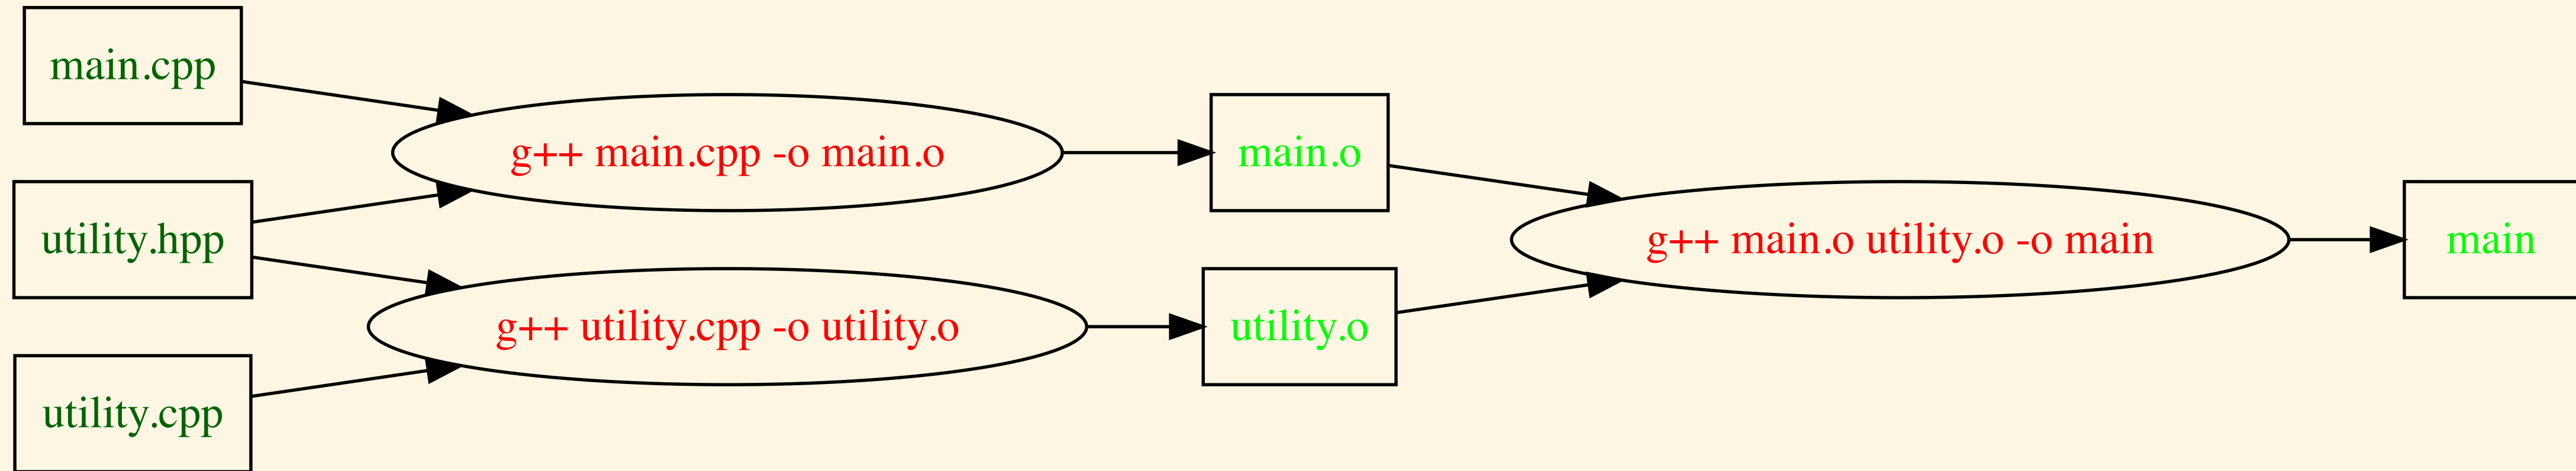 main.cpp
g++ main.cpp -o main.o
main.o
utility.hpp
g++ main.o utility.o -o main
main
g++ utility.cpp -o utility.o
utility.o
utility.cpp